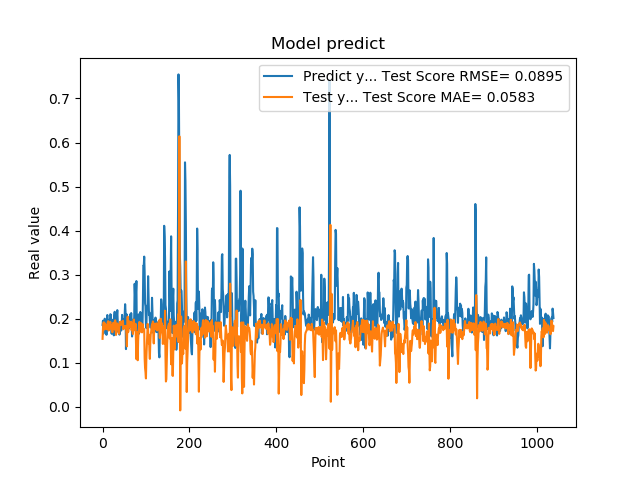 Model predict
Predict y... Test Score RMSE= 0.0895
Test y... Test Score MAE= 0.0583
0.7
0.6
0.5
0.4
0.3
0.2
0.1
0.0
Real value
0 200 400 600 800 1000
Point